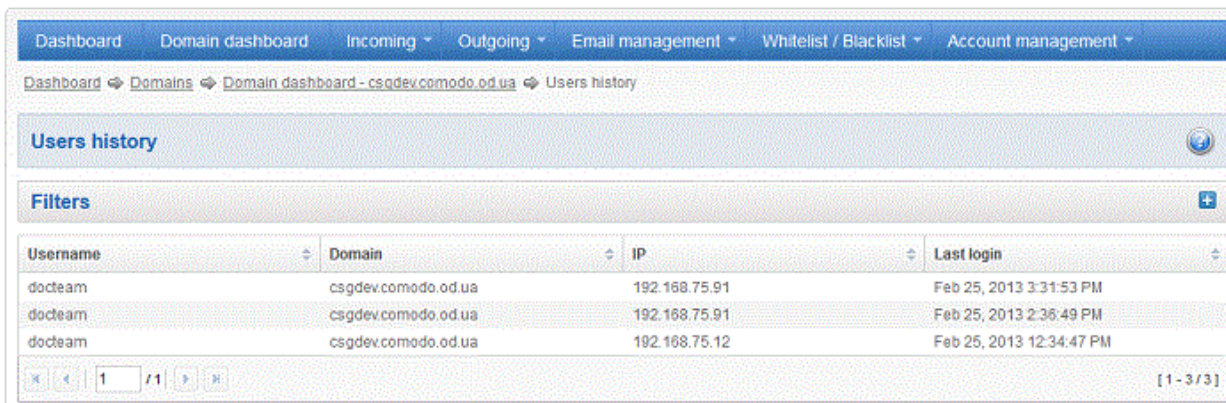 Dashboard Domain dashboard Incoming Outgoing Email management Whitelist / Blacklist Account management
Dashboard Domains Domain dashboard - csgdev.comodo.od.ua Users history
Users history
Filters
Username Domain IP Last login
docteam csgdev.comodo.od.ua 192.168.75.91 Feb 25, 2013 3:31:53 PM
docteam csgdev.comodo.od.ua 192.168.75.91 Feb 25, 2013 2:36:49 PM
docteam csgdev.comodo.od.ua 192.168.75.12 Feb 25, 2013 12:34:47 PM
1 / 1 [ 1 - 3 / 3 ]